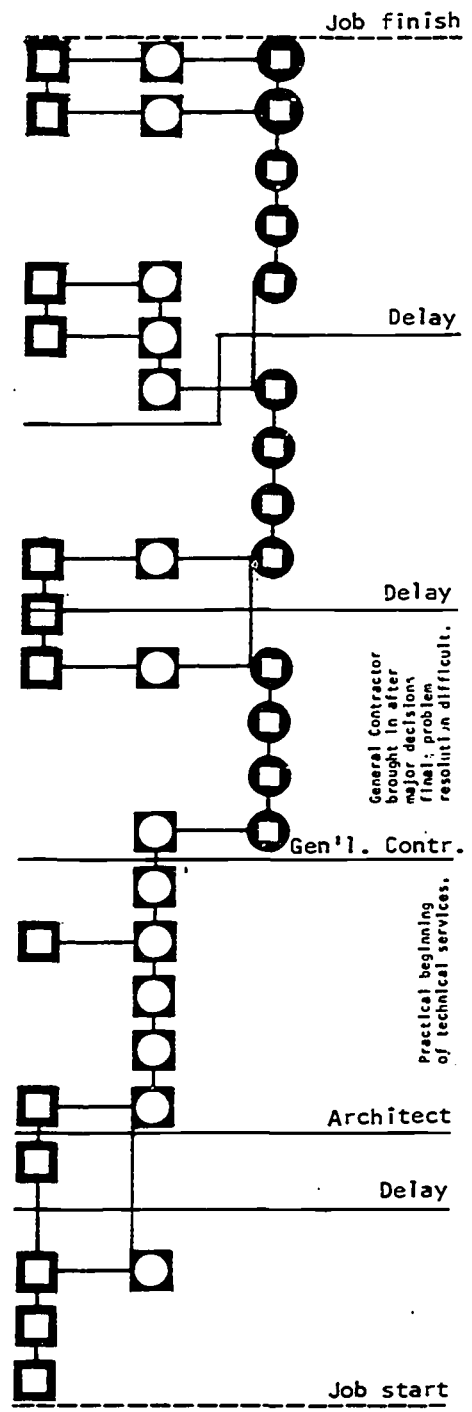 Job finish
Delay
Delay
General Contractor
brought in after
major decisions
final; problem
resolution difficult.
Gen'l. Contr.
Practical beginning
of technical services.
Architect
Delay
Job start